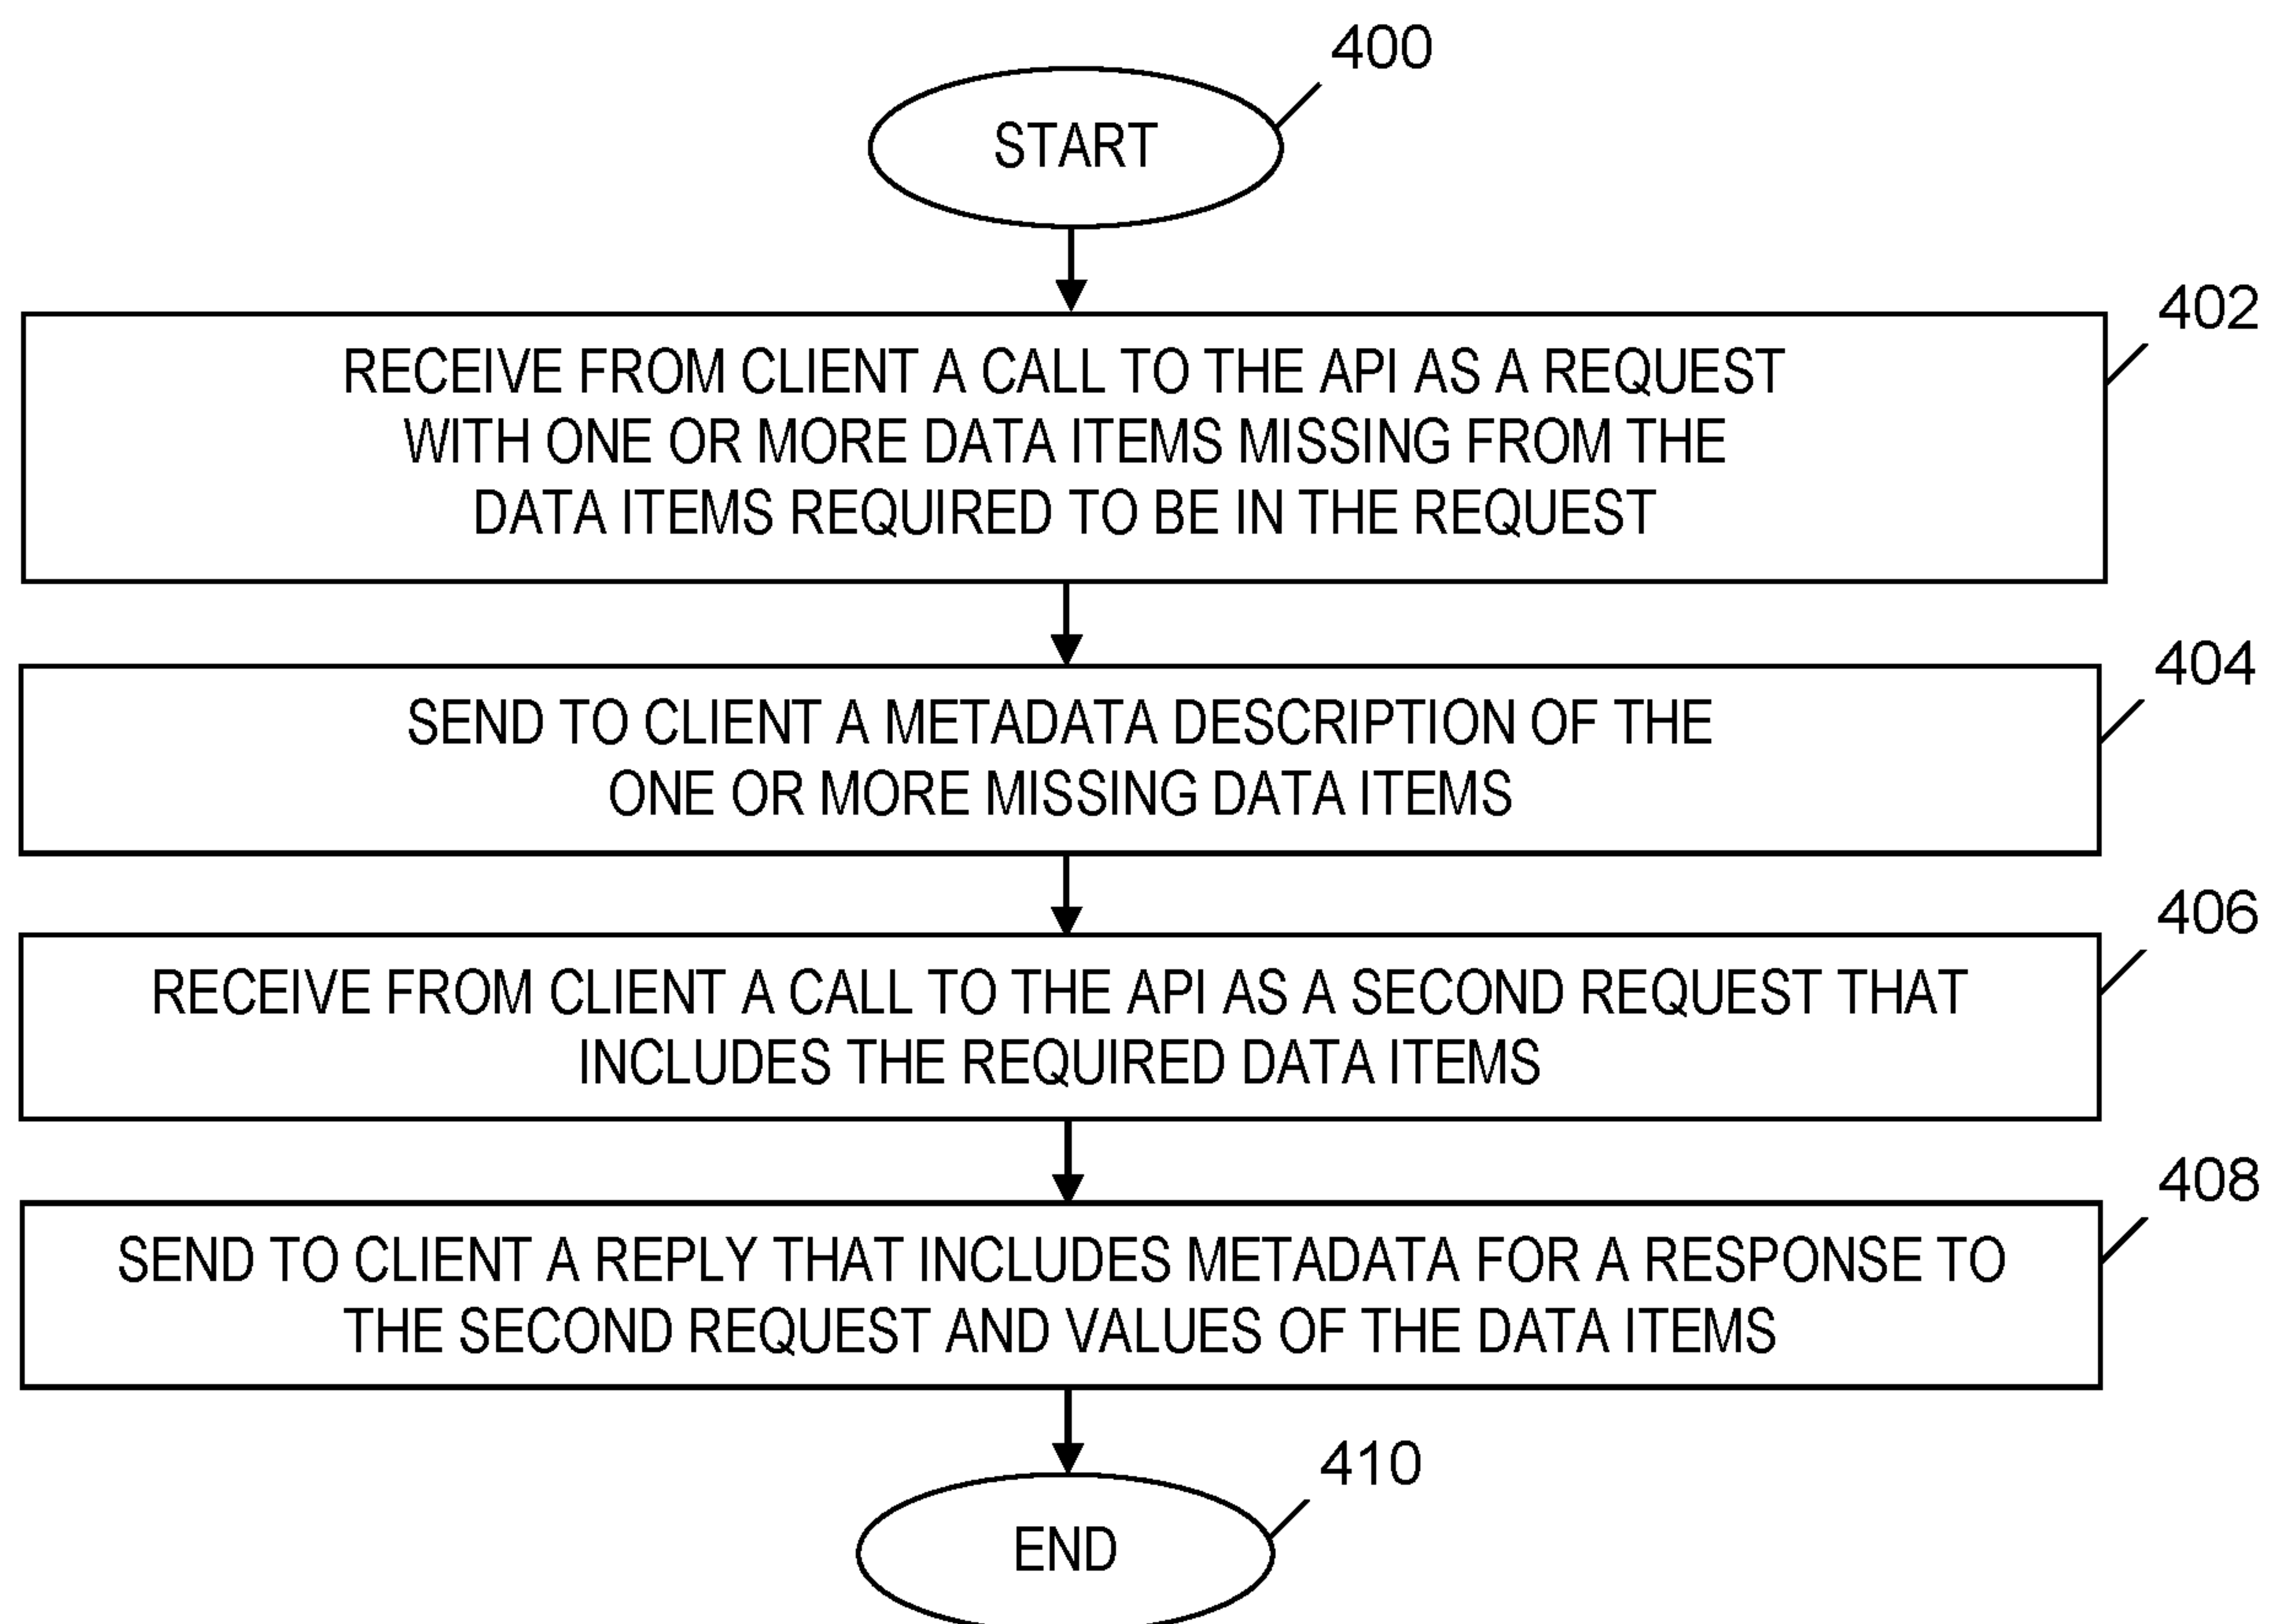 400
START
402
RECEIVE FROM CLIENT A CALL TO THE API AS A REQUEST
WITH ONE OR MORE DATA ITEMS MISSING FROM THE
DATA ITEMS REQUIRED TO BE IN THE REQUEST
404
SEND TO CLIENT A METADATA DESCRIPTION OF THE
ONE OR MORE MISSING DATA ITEMS
406
RECEIVE FROM CLIENT A CALL TO THE API AS A SECOND REQUEST THAT
INCLUDES THE REQUIRED DATA ITEMS
408
SEND TO CLIENT A REPLY THAT INCLUDES METADATA FOR A RESPONSE TO
THE SECOND REQUEST AND VALUES OF THE DATA ITEMS
410
END